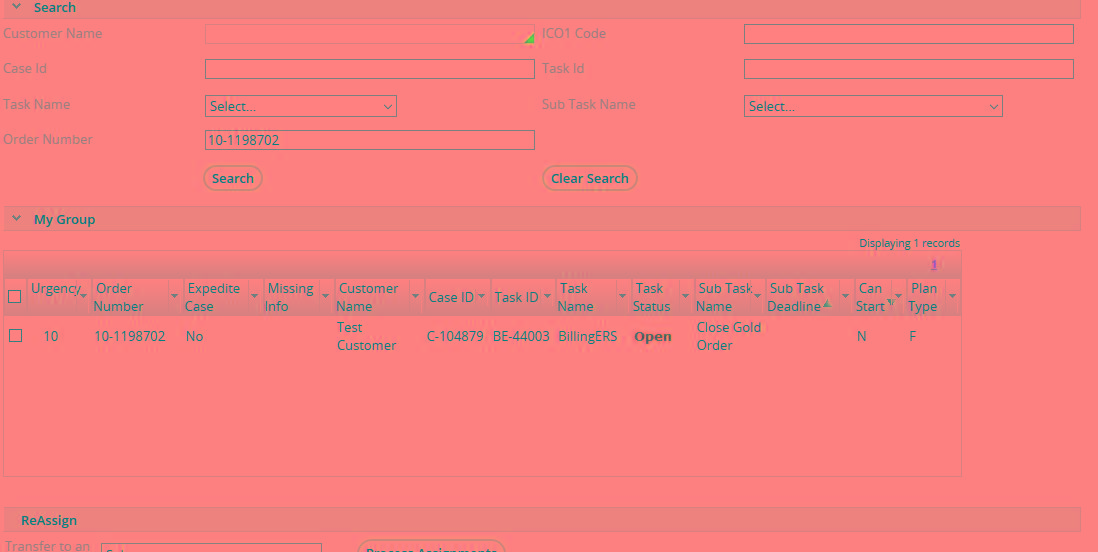 Search
Customer Name ICO1 Code
Case Id Task Id
Task Name Select... Sub Task Name Select...
Order Number 10-1198702
Search Clear Search
My Group
Displaying 1 records
1
Urgency Order Number Expedite Case Missing Info Customer Name Case ID Task ID Task Name Task Status Sub Task Name Sub Task Deadline Can Start Plan Type
10 10-1198702 No Test Customer C-104879 BE-44003 BillingERS Open Close Gold Order N F
ReAssign
Transfer to an Process Assignments